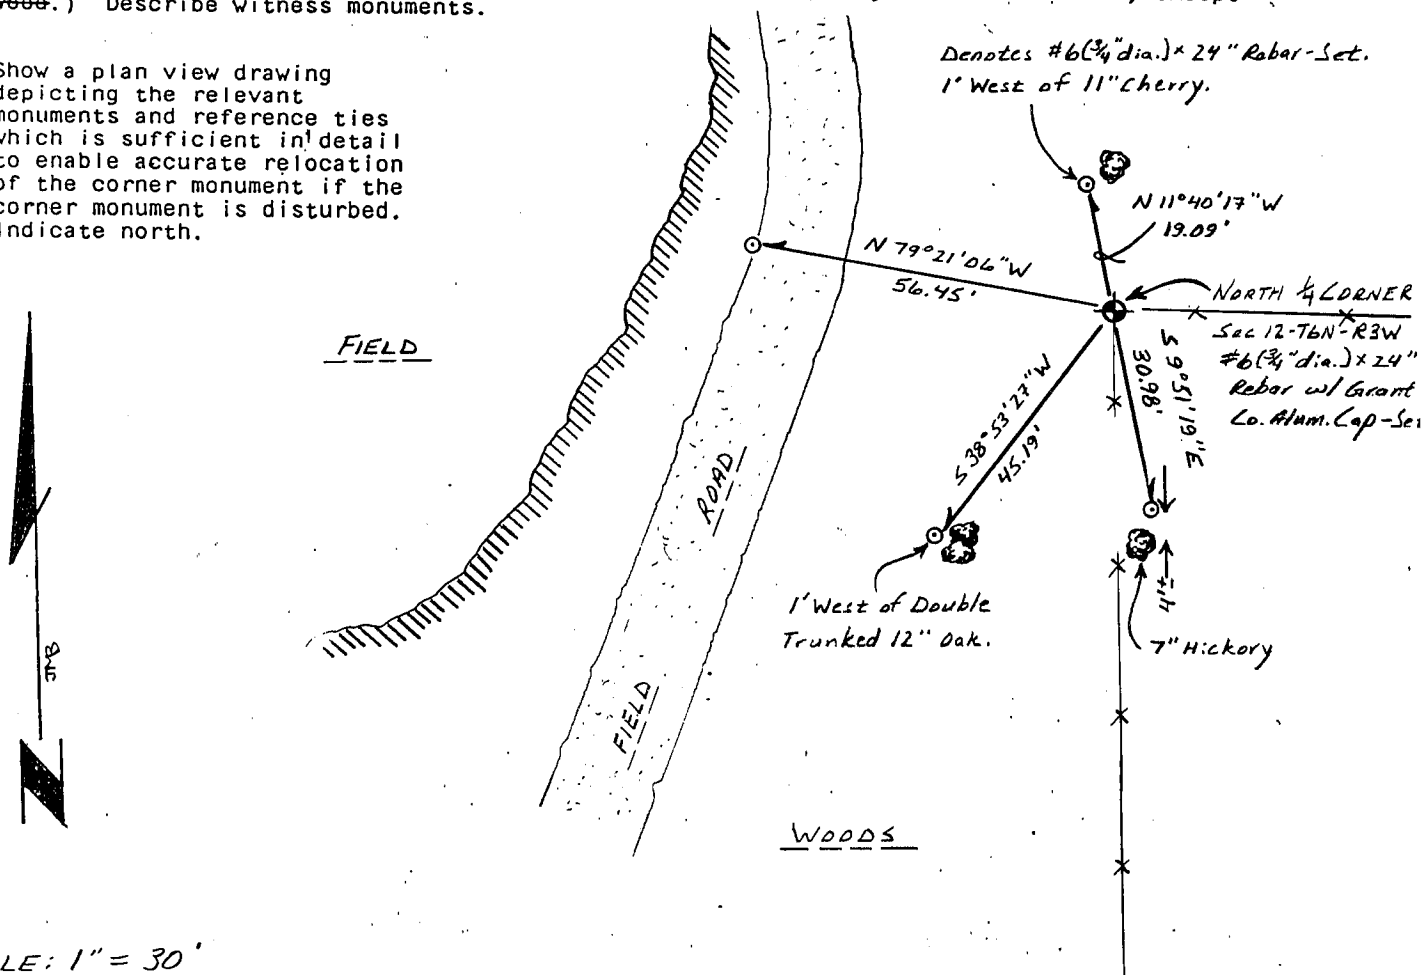 Describe witness monuments.
Show a plan view drawing
depicting the relevant
monuments and reference ties
which is sufficient in detail
to enable accurate relocation
of the corner monument if the
corner monument is disturbed.
Indicate north.
Denotes #6(3/4"dia.)x 24" Rebar-Set.
1' West of 11" Cherry.
N 11°40'17"W
19.09'
N 79°21'06"W
56.45'
NORTH 1/4 CORNER
Sec 12-T6N-R3W
#6(3/4"dia.)x 24"
Rebar w/ Grant
Co. Alum. Cap-Set
S 9°51'19"E
30.98'
S 38°53'27"W
45.19'
FIELD
ROAD
FIELD
1' West of Double
Trunked 12" Oak.
4'±
7" Hickory
WOODS
N
LE: 1" = 30'